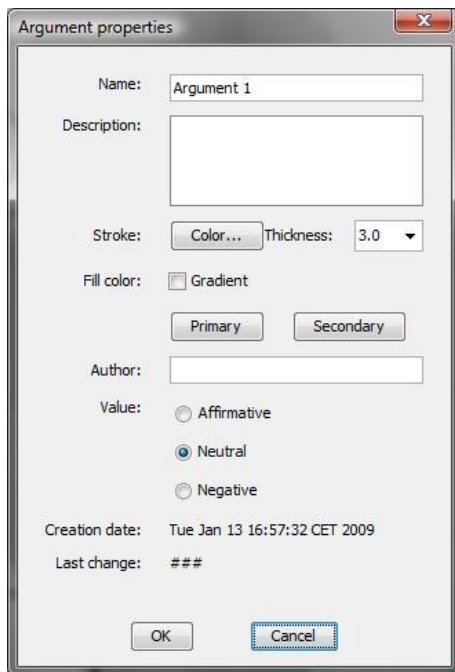 Argument properties
Name: Argument 1
Description:
Stroke: Color... Thickness: 3.0
Fill color: Gradient
Primary Secondary
Author:
Value: Affirmative
Neutral
Negative
Creation date: Tue Jan 13 16:57:32 CET 2009
Last change: ###
OK Cancel